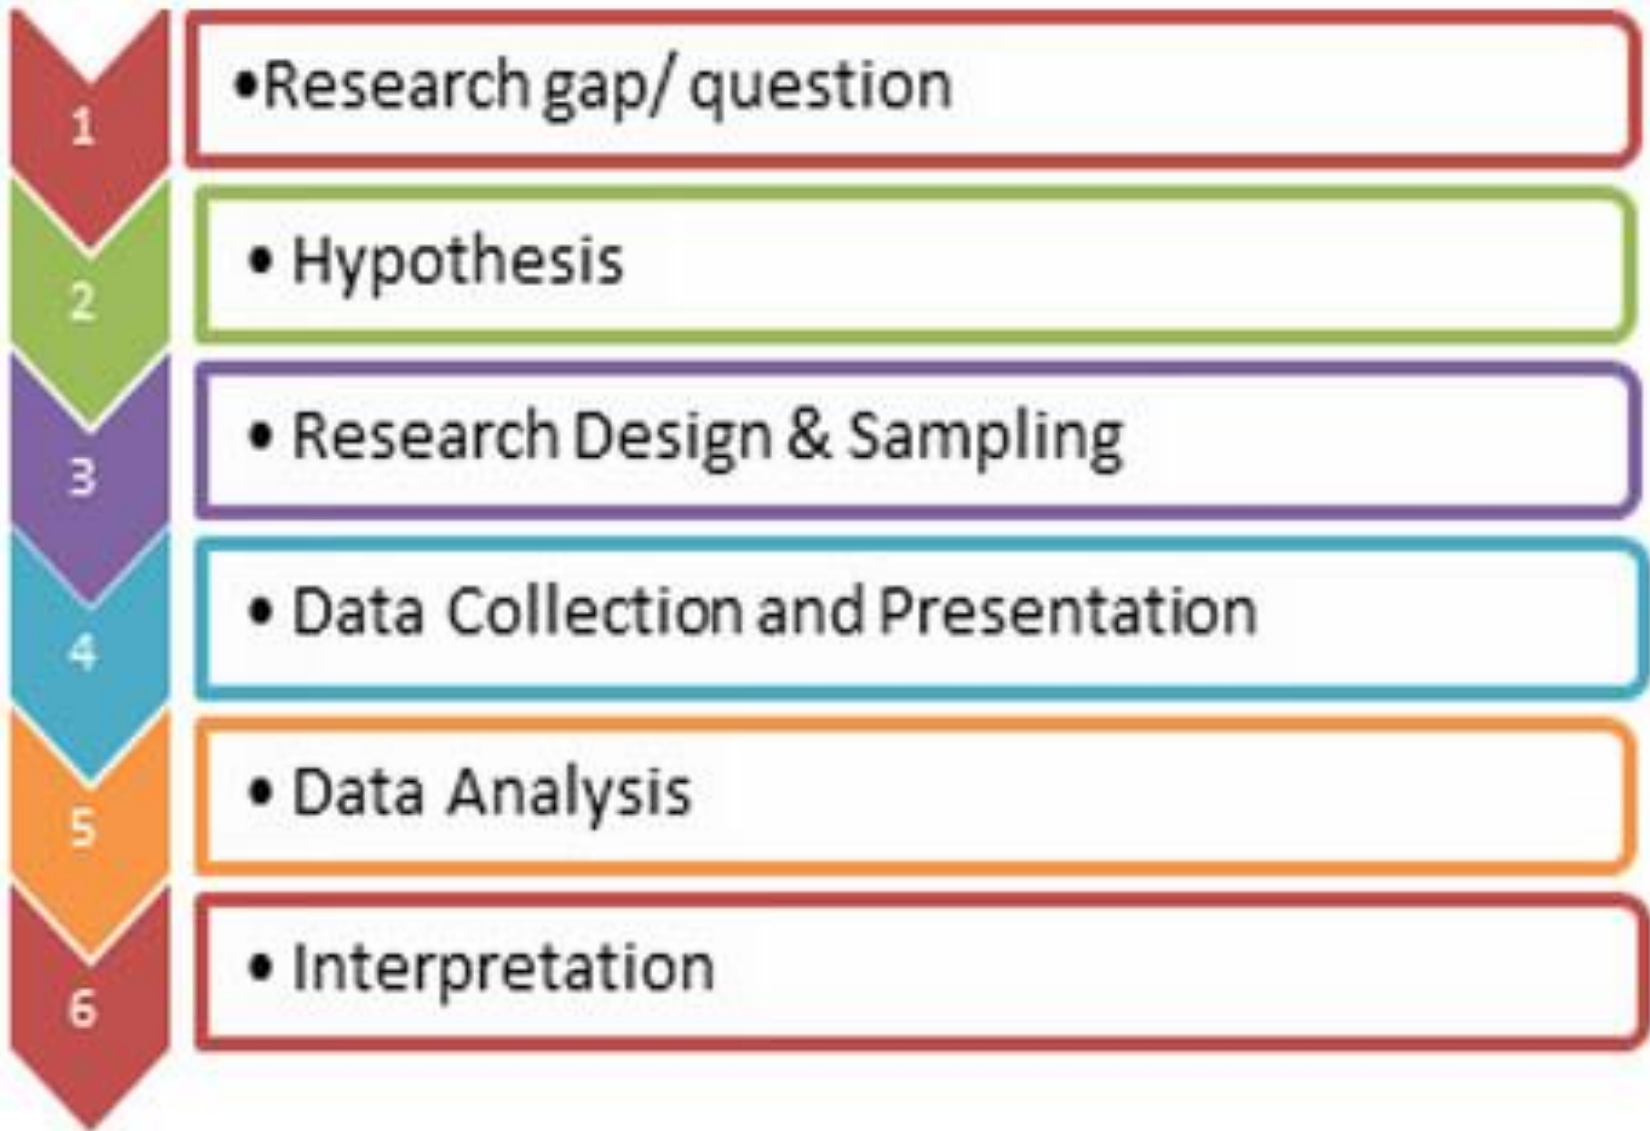 1
•Research gap/ question
2
• Hypothesis
3
• Research Design & Sampling
4
• Data Collection and Presentation
5
• Data Analysis
6
• Interpretation